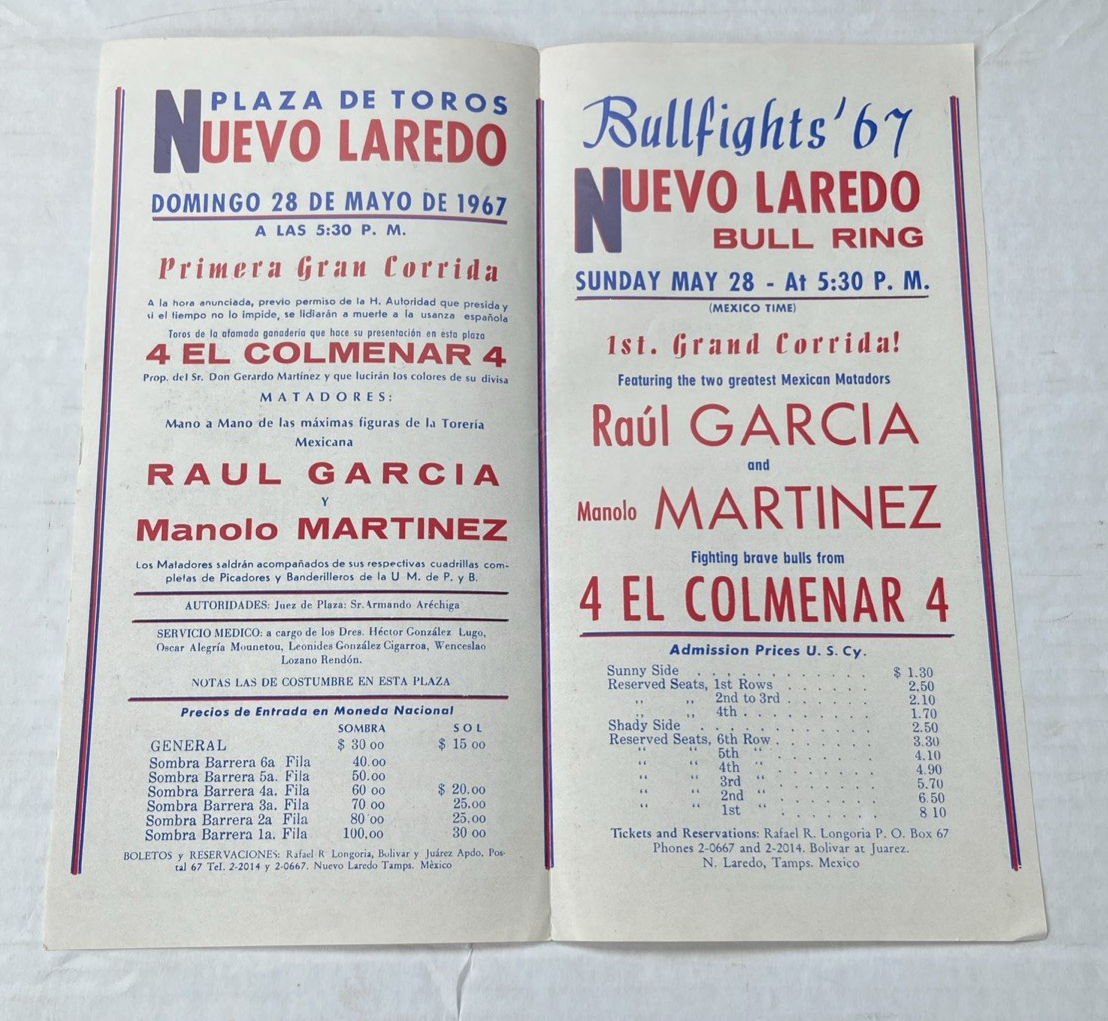 PLAZA DE TOROS
NUEVO LAREDO
DOMINGO 28 DE MAYO DE 1967
A LAS 5:30 P. M.
Primera Gran Corrida
A la hora anunciada, previo permiso de la H. Autoridad que presida y
si el tiempo no lo impide, se lidiarán a muerte a la usanza española
Toros de la afamada ganadería que hace su presentación en esta plaza
4 EL COLMENAR 4
Prop. del Sr. Don Gerardo Martínez y que lucirán los colores de su divisa
MATADORES:
Mano a Mano de las máximas figuras de la Torería
Mexicana
RAUL GARCIA
Y
Manolo MARTINEZ
Los Matadores saldrán acompañados de sus respectivas cuadrillas com-
pletas de Picadores y Banderilleros de la U M. de P. y B.
AUTORIDADES: Juez de Plaza: Sr. Armando Aréchiga
SERVICIO MEDICO: a cargo de los Dres. Héctor González Lugo,
Oscar Alegría Mounetou, Leonides González Cigarroa, Wenceslao
Lozano Rendón.
NOTAS LAS DE COSTUMBRE EN ESTA PLAZA
Precios de Entrada en Moneda Nacional
SOMBRA SOL
GENERAL $ 30 00 $ 15 00
Sombra Barrera 6a Fila 40.00
Sombra Barrera 5a. Fila 50.00
Sombra Barrera 4a. Fila 60 00 $ 20.00
Sombra Barrera 3a. Fila 70 00 25.00
Sombra Barrera 2a Fila 80 00 25.00
Sombra Barrera 1a. Fila 100.00 30 00
BOLETOS y RESERVACIONES: Rafael R Longoria, Bolivar y Juárez Apdo. Pos-
tal 67 Tel. 2-2014 y 2-0667. Nuevo Laredo Tamps. México
Bullfights '67
NUEVO LAREDO
BULL RING
SUNDAY MAY 28 - At 5:30 P. M.
(MEXICO TIME)
1st. Grand Corrida!
Featuring the two greatest Mexican Matadors
Raúl GARCIA
and
Manolo MARTINEZ
Fighting brave bulls from
4 EL COLMENAR 4
Admission Prices U. S. Cy.
Sunny Side . . . . . . . . . . . . $ 1.30
Reserved Seats, 1st Rows . . . . . . 2.50
,, ,, 2nd to 3rd . . . . . . 2.10
,, ,, 4th . . . . . . . . . 1.70
Shady Side . . . . . . . . . . . . 2.50
Reserved Seats, 6th Row . . . . . . . 3.30
“ “ 5th “ . . . . . . . 4.10
“ “ 4th “ . . . . . . . 4.90
“ “ 3rd “ . . . . . . . 5.70
“ “ 2nd “ . . . . . . . 6 50
“ “ 1st “ . . . . . . . 8 10
Tickets and Reservations: Rafael R. Longoria P. O. Box 67
Phones 2-0667 and 2-2014. Bolivar at Juarez.
N. Laredo, Tamps. Mexico